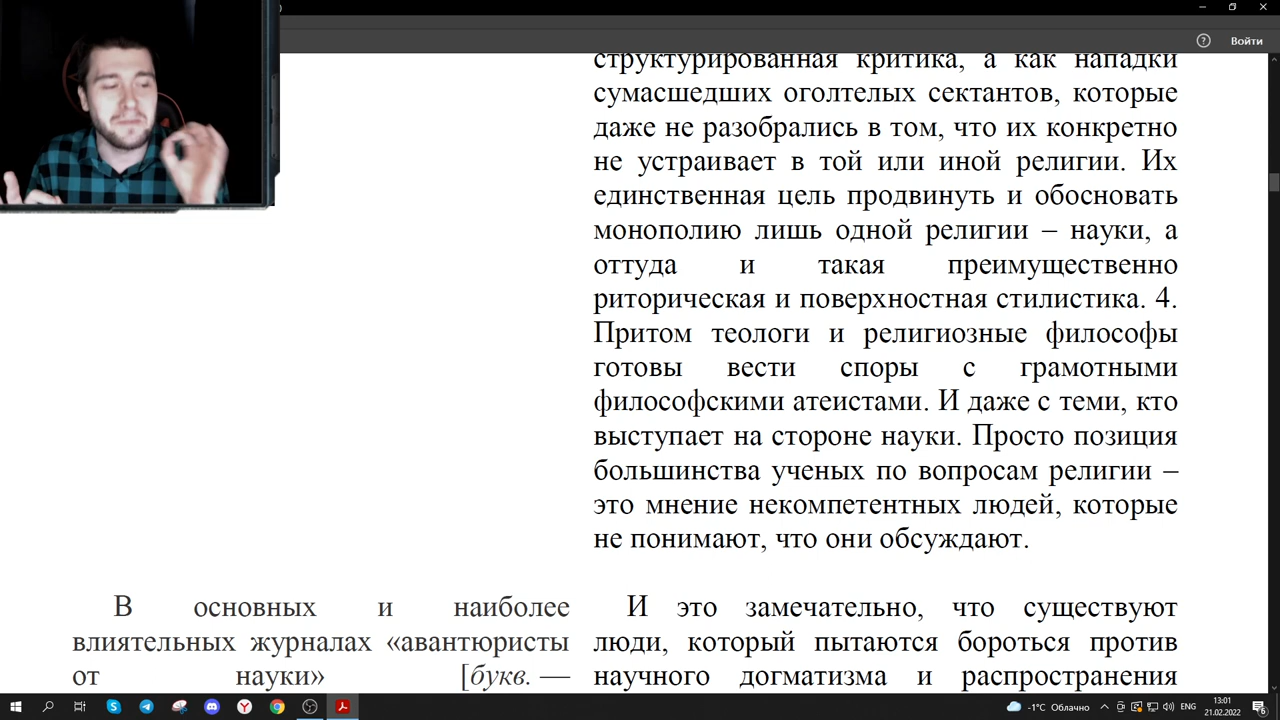 Войти
структурированная критика, а как нападки
сумасшедших оголтелых сектантов, которые
даже не разобрались в том, что их конкретно
не устраивает в той или иной религии. Их
единственная цель продвинуть и обосновать
монополию лишь одной религии – науки, а
оттуда и такая преимущественно
риторическая и поверхностная стилистика. 4.
Притом теологи и религиозные философы
готовы вести споры с грамотными
философскими атеистами. И даже с теми, кто
выступает на стороне науки. Просто позиция
большинства ученых по вопросам религии –
это мнение некомпетентных людей, которые
не понимают, что они обсуждают.
В основных и наиболее
влиятельных журналах «авантюристы
от науки» [букв. —
И это замечательно, что существуют
люди, который пытаются бороться против
научного догматизма и распространения
-1°C Облачно
ENG
13:01
21.02.2022
6